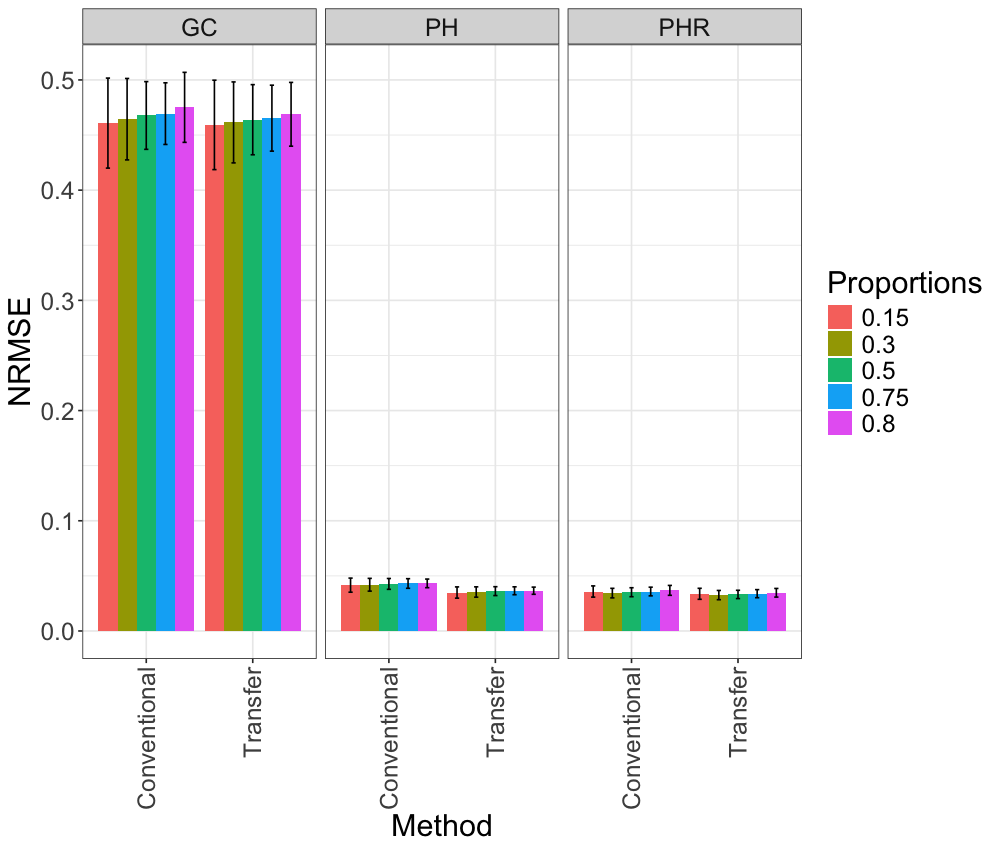 GC PH PHR
NRMSE
0.5
0.4
0.3
0.2
0.1
0.0
Conventional
Transfer
Conventional
Transfer
Conventional
Transfer
Method
Proportions
0.15
0.3
0.5
0.75
0.8